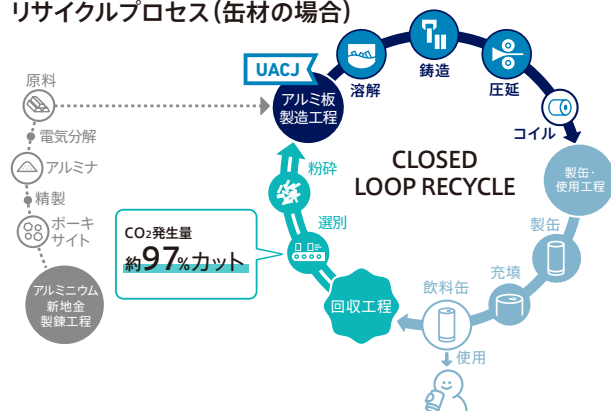 リサイクルプロセス(缶材の場合)
UACJ
アルミ板
製造工程
溶解
鋳造
圧延
コイル
製缶・
使用工程
製缶
充填
飲料缶
使用
回収工程
選別
粉砕
CLOSED
LOOP RECYCLE
CO₂発生量
約97%カット
原料
電気分解
アルミナ
精製
ボーキ
サイト
アルミニウム
新地金
製錬工程